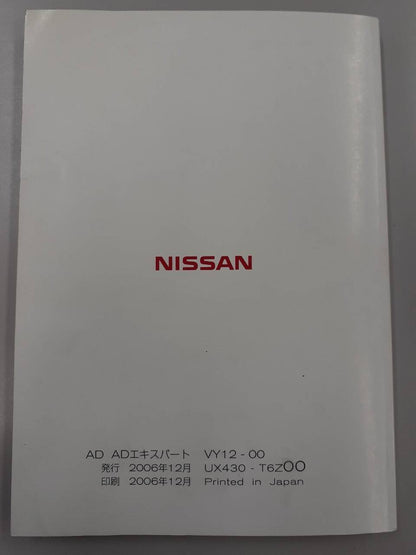 NISSAN
AD ADエキスパート VY12 - 00
発行 2006年12月 UX430 - T6Z00
印刷 2006年12月 Printed in Japan